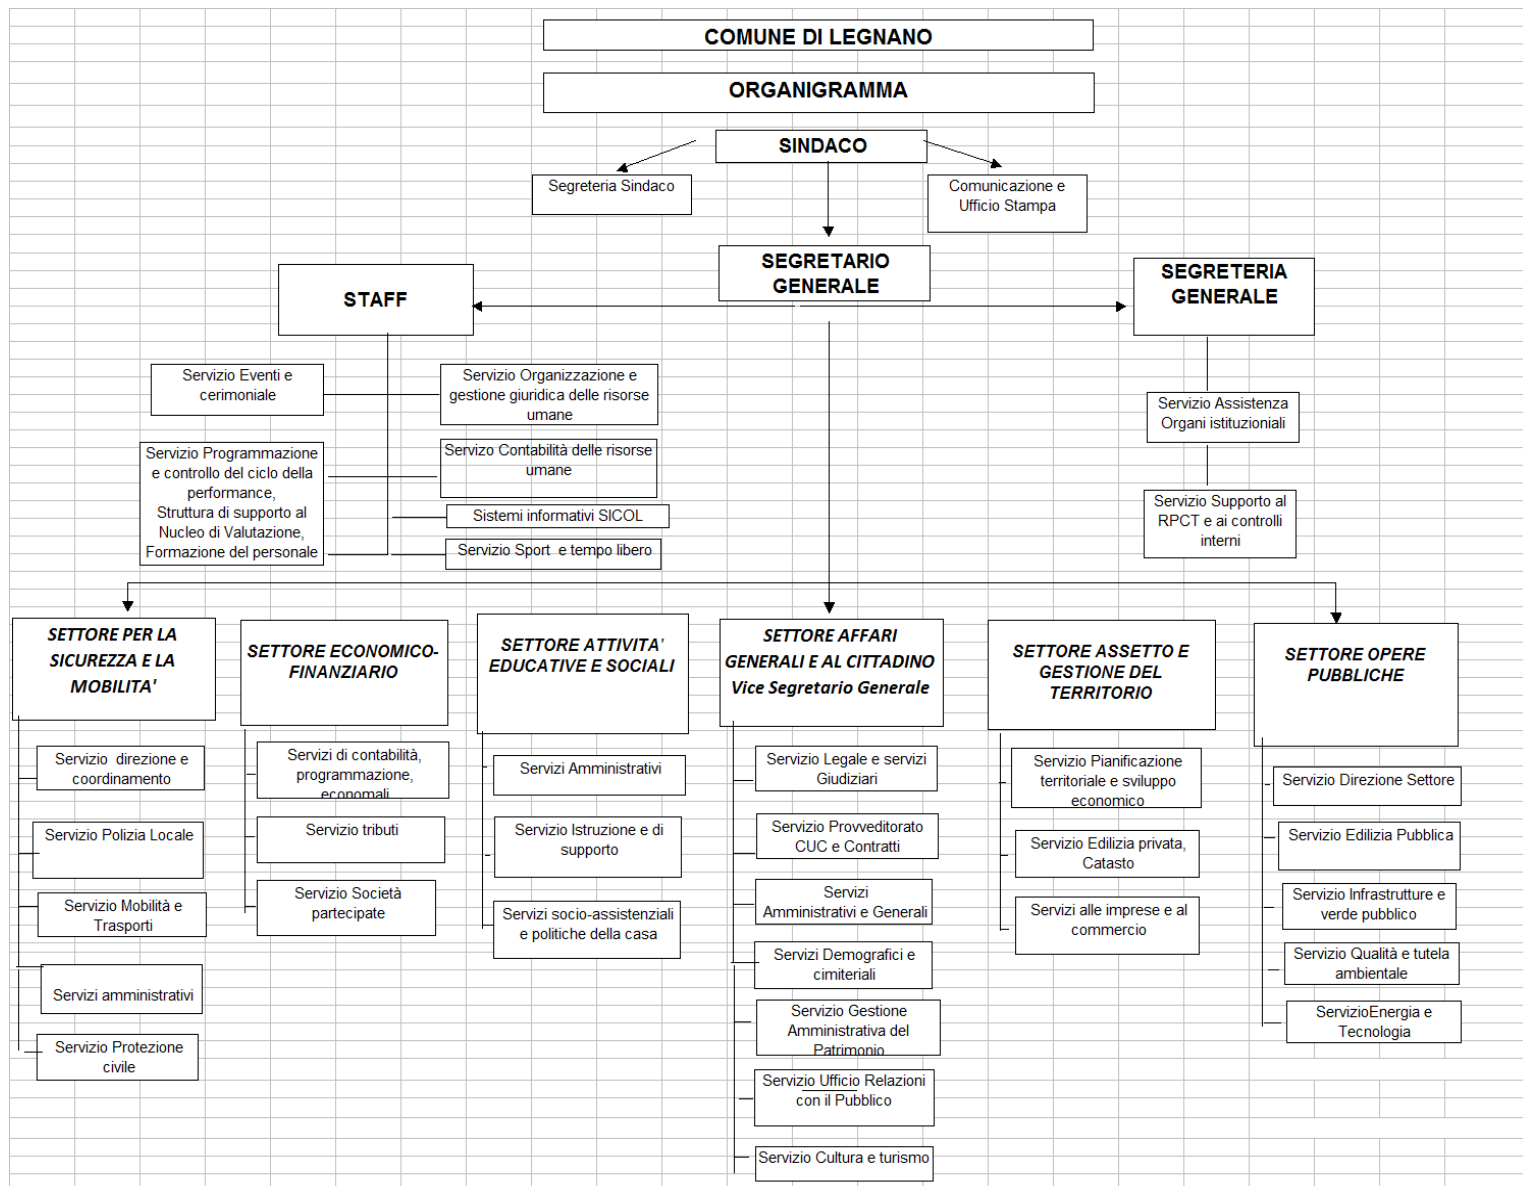 COMUNE DI LEGNANO
ORGANIGRAMMA
SINDACO
Segreteria Sindaco
Comunicazione e
Ufficio Stampa
SEGRETARIO
GENERALE
STAFF
SEGRETERIA
GENERALE
Servizio Eventi e
cerimoniale
Servizio Organizzazione e
gestione giuridica delle risorse
umane
Servizio Programmazione
e controllo del ciclo della
performance,
Struttura di supporto al
Nucleo di Valutazione,
Formazione del personale
Servizo Contabilità delle risorse
umane
Sistemi informativi SICOL
Servizio Sport e tempo libero
Servizio Assistenza
Organi istituzioniali
Servizio Supporto al
RPCT e ai controlli
interni
SETTORE PER LA
SICUREZZA E LA
MOBILITA'
Servizio direzione e
coordinamento
Servizio Polizia Locale
Servizio Mobilità e
Trasporti
Servizi amministrativi
Servizio Protezione
civile
SETTORE ECONOMICO-
FINANZIARIO
Servizi di contabilità,
programmazione,
economali
Servizio tributi
Servizio Società
partecipate
SETTORE ATTIVITA'
EDUCATIVE E SOCIALI
Servizi Amministrativi
Servizio Istruzione e di
supporto
Servizi socio-assistenziali
e politiche della casa
SETTORE AFFARI
GENERALI E AL CITTADINO
Vice Segretario Generale
Servizio Legale e servizi
Giudiziari
Servizio Provveditorato
CUC e Contratti
Servizi
Amministrativi e Generali
Servizi Demografici e
cimiteriali
Servizio Gestione
Amministrativa del
Patrimonio
Servizio Ufficio Relazioni
con il Pubblico
Servizio Cultura e turismo
SETTORE ASSETTO E
GESTIONE DEL
TERRITORIO
Servizio Pianificazione
territoriale e sviluppo
economico
Servizio Edilizia privata,
Catasto
Servizi alle imprese e al
commercio
SETTORE OPERE
PUBBLICHE
Servizio Direzione Settore
Servizio Edilizia Pubblica
Servizio Infrastrutture e
verde pubblico
Servizio Qualità e tutela
ambientale
ServizioEnergia e
Tecnologia